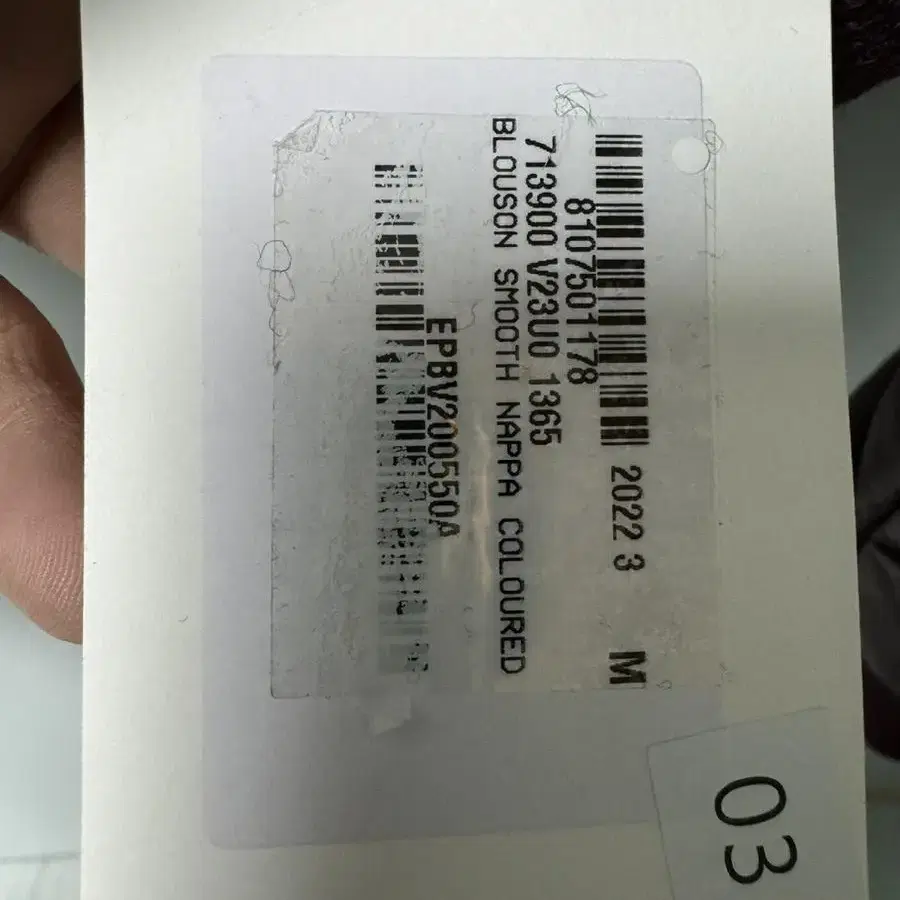 2022 3 M
8107501178
713900 V23U0 1365
BLOUSON SMOOTH NAPPA COLOURED
EPBV200550A
03